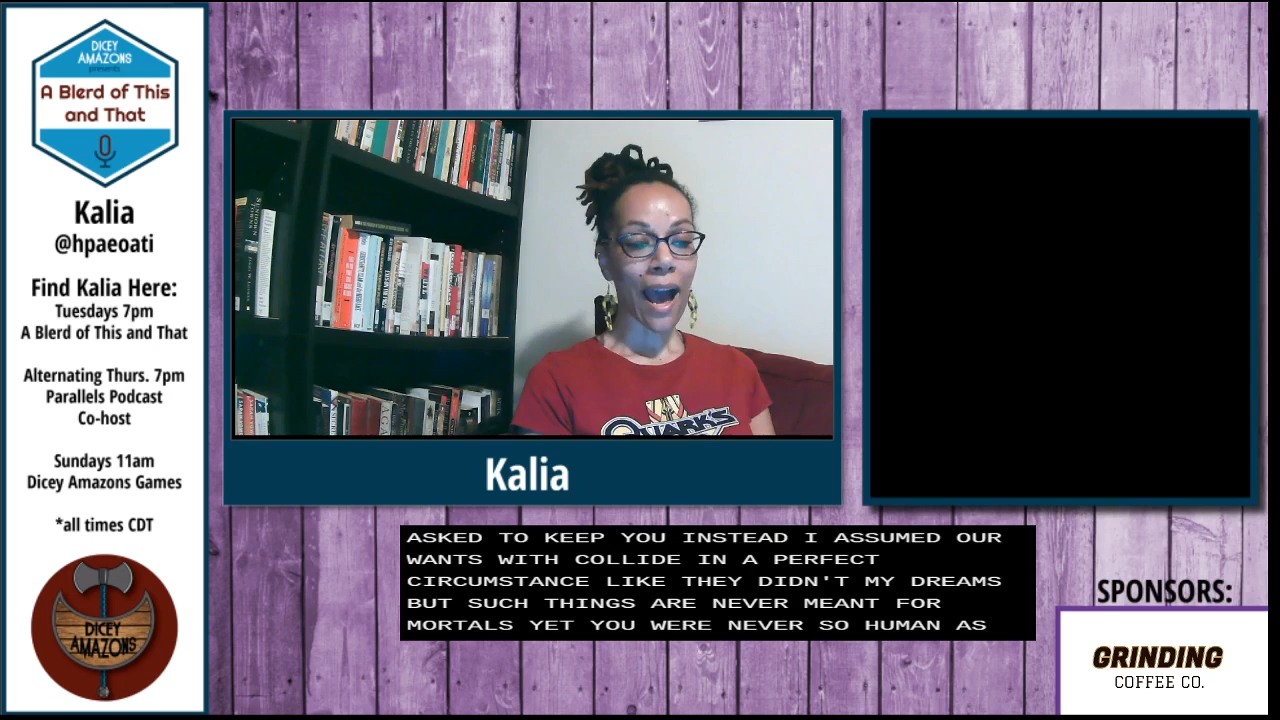 DICEY
AMAZONS
presents
A Blerd of This
and That
Kalia
@hpaeoati
Find Kalia Here:
Tuesdays 7pm
A Blerd of This and That
Alternating Thurs. 7pm
Parallels Podcast
Co-host
Sundays 11am
Dicey Amazons Games
*all times CDT
DICEY
AMAZONS
SUNDOWN
TOWNS
QUARK'S
Kalia
ASKED TO KEEP YOU INSTEAD I ASSUMED OUR
WANTS WITH COLLIDE IN A PERFECT
CIRCUMSTANCE LIKE THEY DIDN'T MY DREAMS
BUT SUCH THINGS ARE NEVER MEANT FOR
MORTALS YET YOU WERE NEVER SO HUMAN AS
SPONSORS:
GRINDING
COFFEE CO.